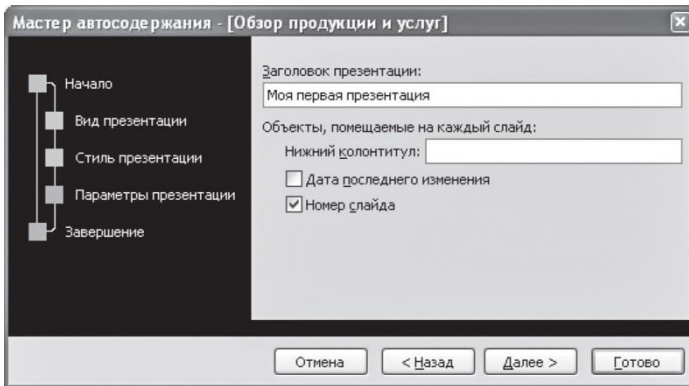 Мастер автосодержания - [Обзор продукции и услуг]
Начало
Вид презентации
Стиль презентации
Параметры презентации
Завершение
Заголовок презентации:
Моя первая презентация
Объекты, помещаемые на каждый слайд:
Нижний колонтитул:
Дата последнего изменения
Номер слайда
Отмена
< Назад
Далее >
Готово